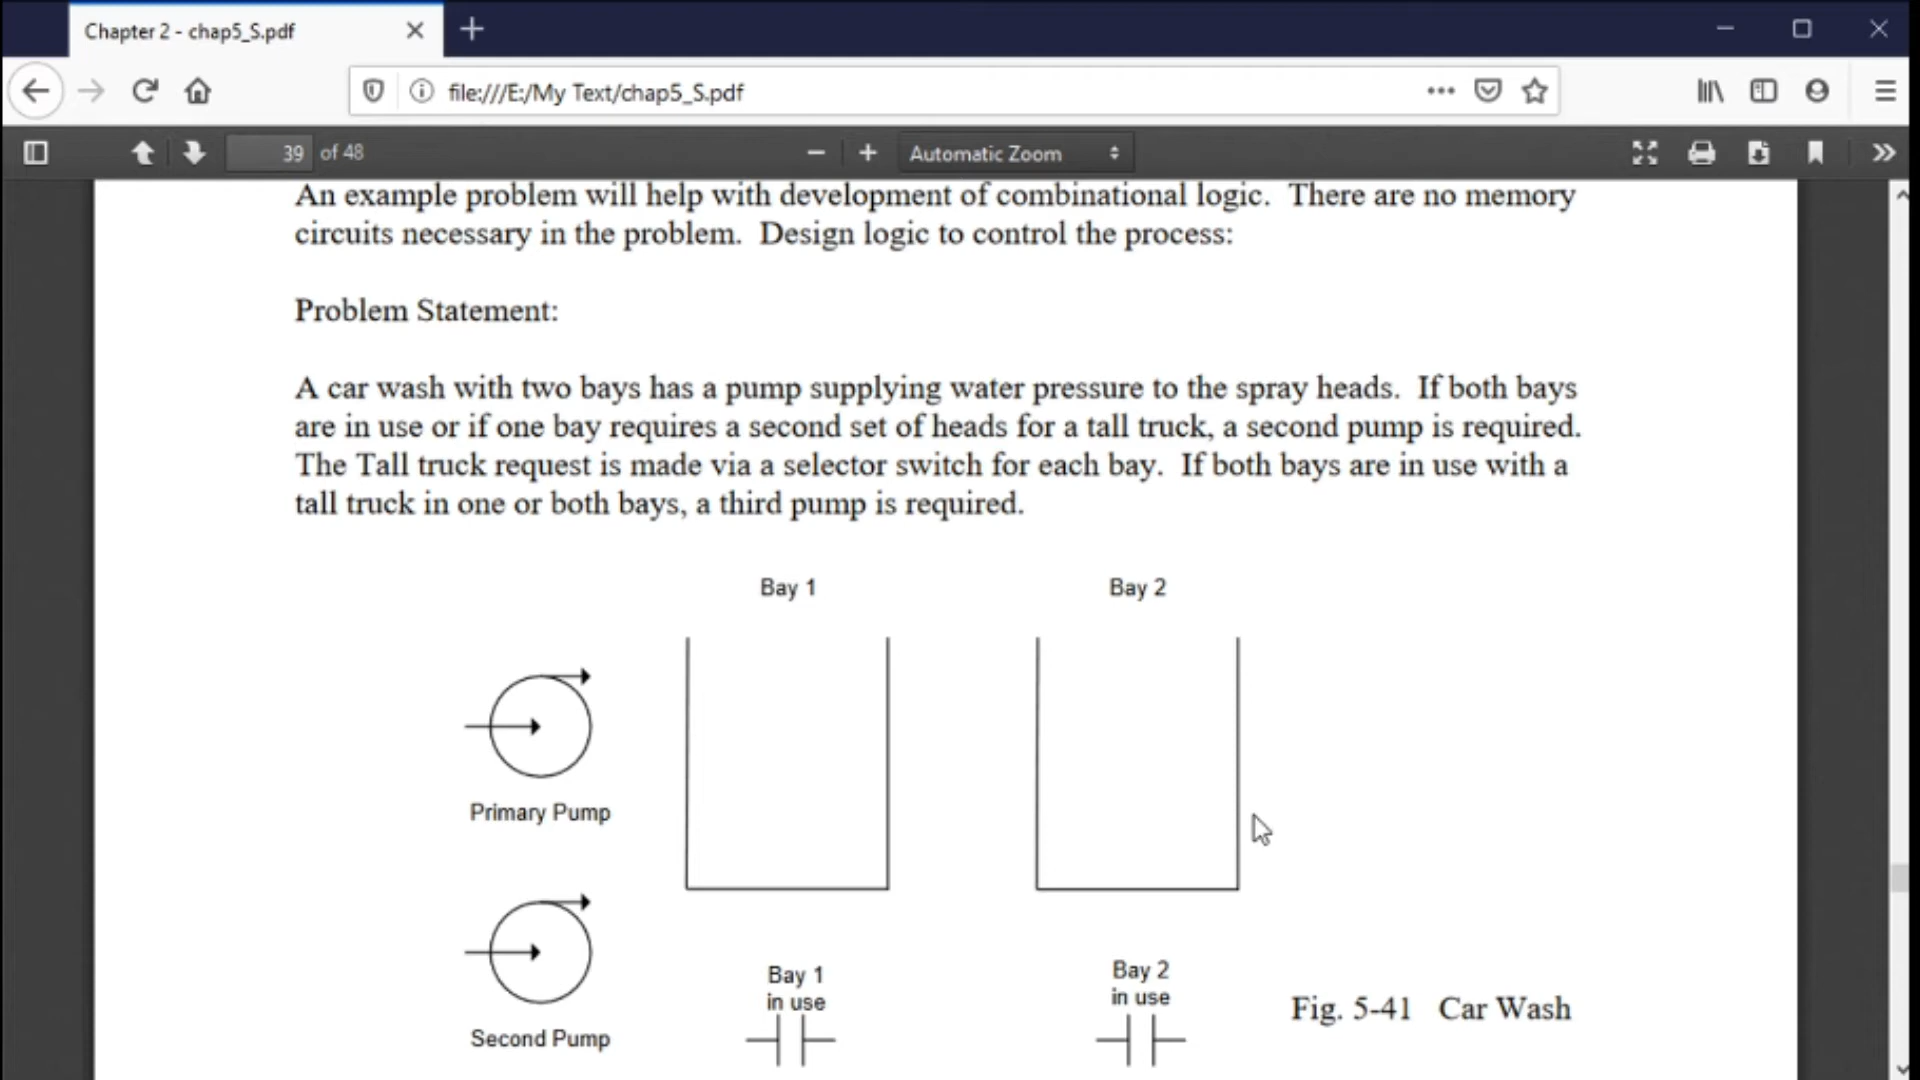 Chapter 2 - chap5_S.pdf
file:///E:/My Text/chap5_S.pdf
39 of 48
Automatic Zoom
An example problem will help with development of combinational logic. There are no memory
circuits necessary in the problem. Design logic to control the process:
Problem Statement:
A car wash with two bays has a pump supplying water pressure to the spray heads. If both bays
are in use or if one bay requires a second set of heads for a tall truck, a second pump is required.
The Tall truck request is made via a selector switch for each bay. If both bays are in use with a
tall truck in one or both bays, a third pump is required.
Bay 1
Bay 2
Primary Pump
Bay 1
in use
Bay 2
in use
Fig. 5-41 Car Wash
Second Pump